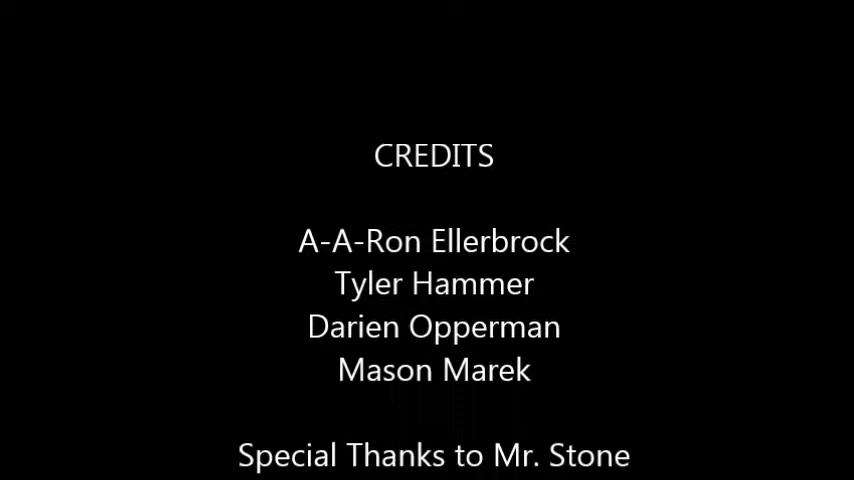 CREDITS
A-A-Ron Ellerbrock
Tyler Hammer
Darien Opperman
Mason Marek
Special Thanks to Mr. Stone